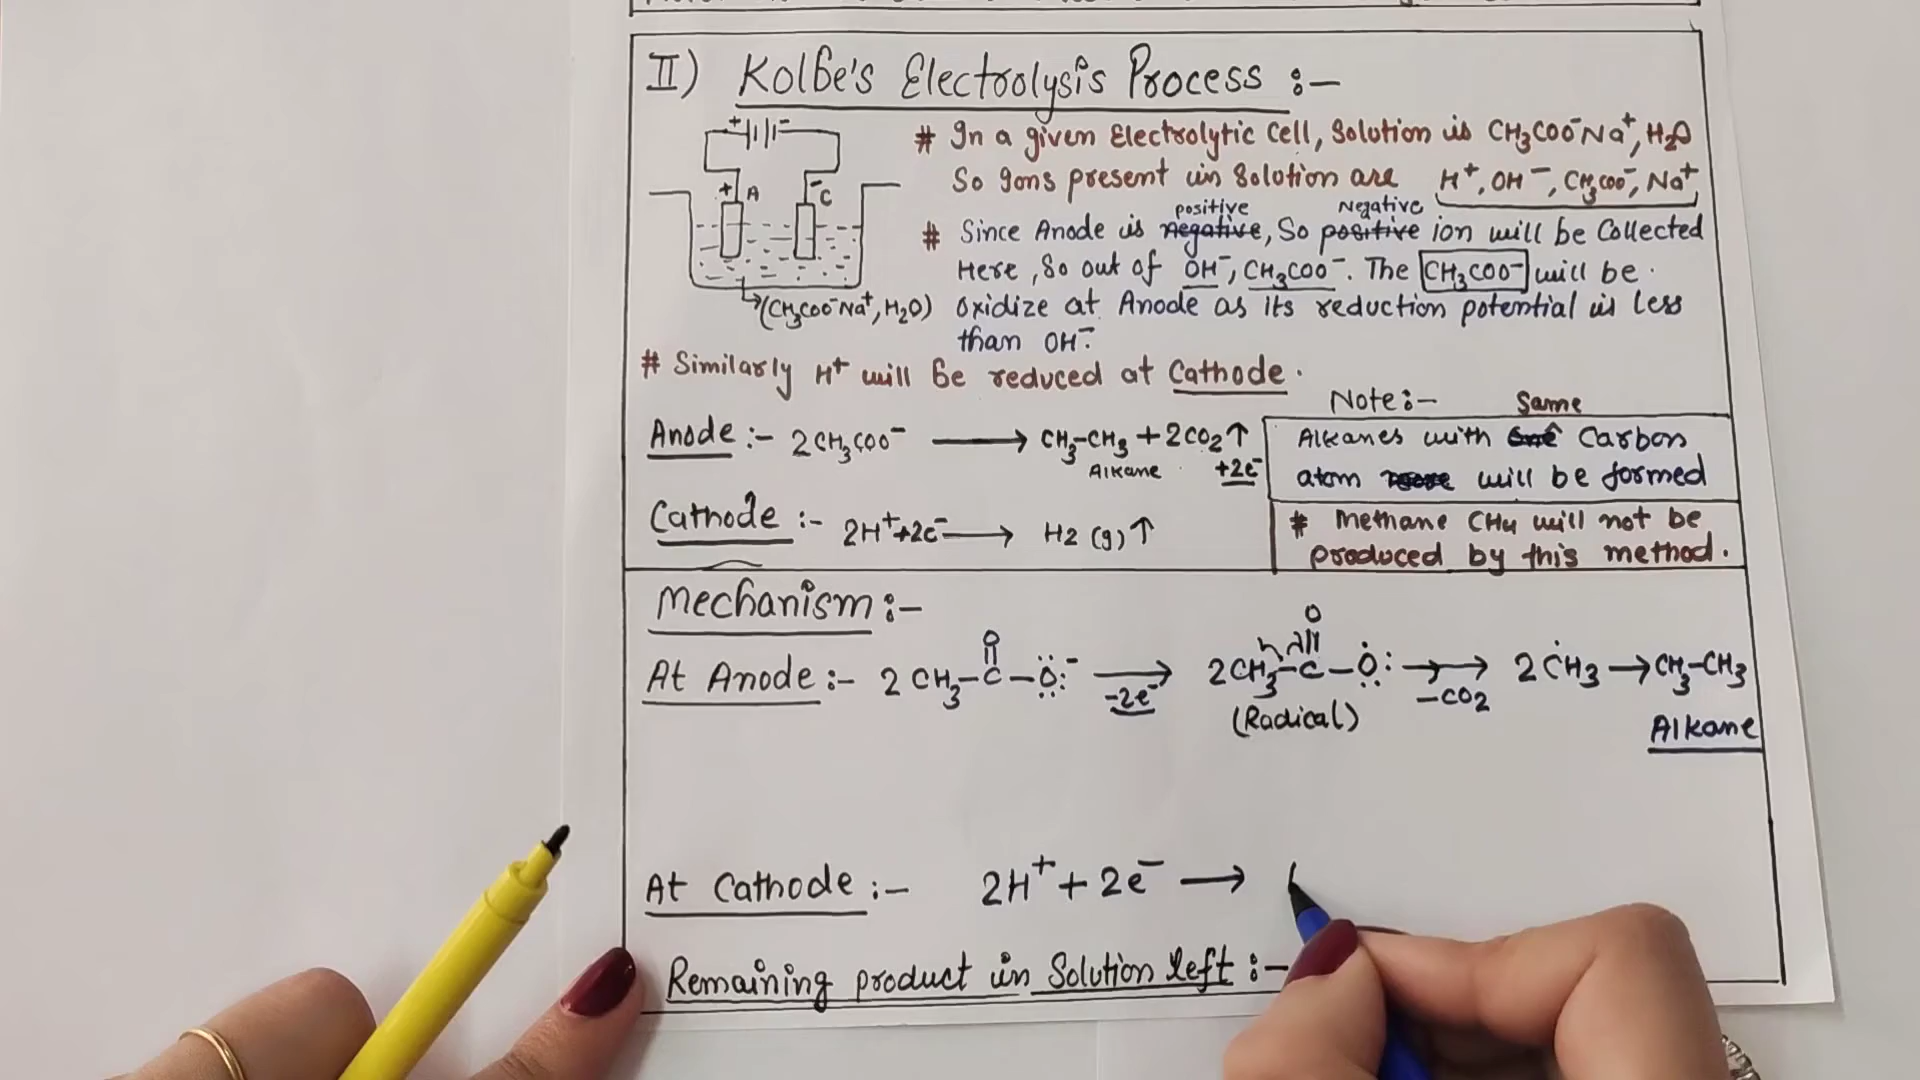 II) Kolbe's Electrolysis Process :-
+ -
+ A - C
(CH3COO⁻Na⁺, H2O)
# In a given Electrolytic Cell, Solution is CH3COO⁻Na⁺, H2O
So Ions present in Solution are H⁺, OH⁻, CH3COO⁻, Na⁺
positive Negative
# Since Anode is negative, So positive ion will be Collected
Here, So out of OH⁻, CH3COO⁻. The CH3COO⁻ will be
oxidize at Anode as its reduction potential is less
than OH⁻.
# Similarly H⁺ will be reduced at Cathode.
Anode :- 2CH3COO⁻ ⟶ CH3-CH3 + 2CO2↑
Alkane +2e⁻
Cathode :- 2H⁺+2e⁻ ⟶ H2 (g)↑
Note :- Same
Alkanes with Carbon
atom will be formed
# Methane CH4 will not be
produced by this method.
Mechanism :-
O O
At Anode :- 2 CH3-C-O:⁻ ⟶ 2CH3-C-O: ⟶ 2 ĊH3 ⟶ CH3-CH3
-2e⁻ -CO2
(Radical) Alkane
At Cathode :- 2H⁺ + 2e⁻ ⟶
Remaining product in Solution left :-